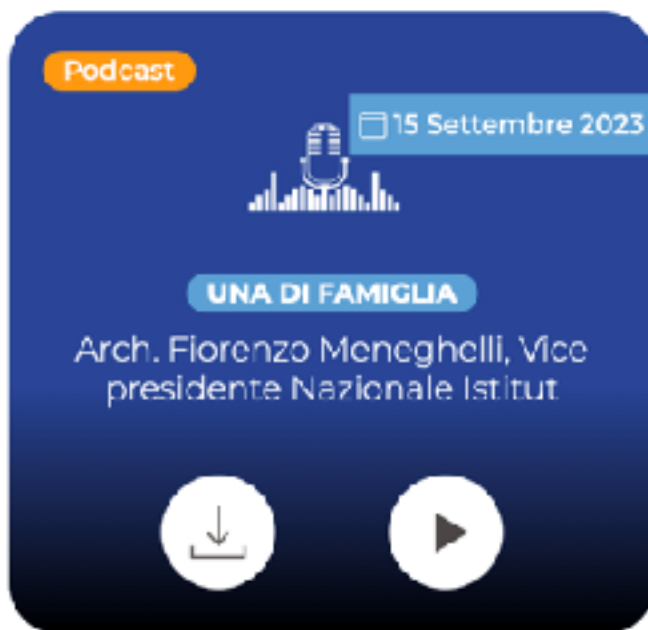 Podcast
15 Settembre 2023
UNA DI FAMIGLIA
Arch. Fiorenzo Meneghelli, Vice
presidente Nazionale Istitut